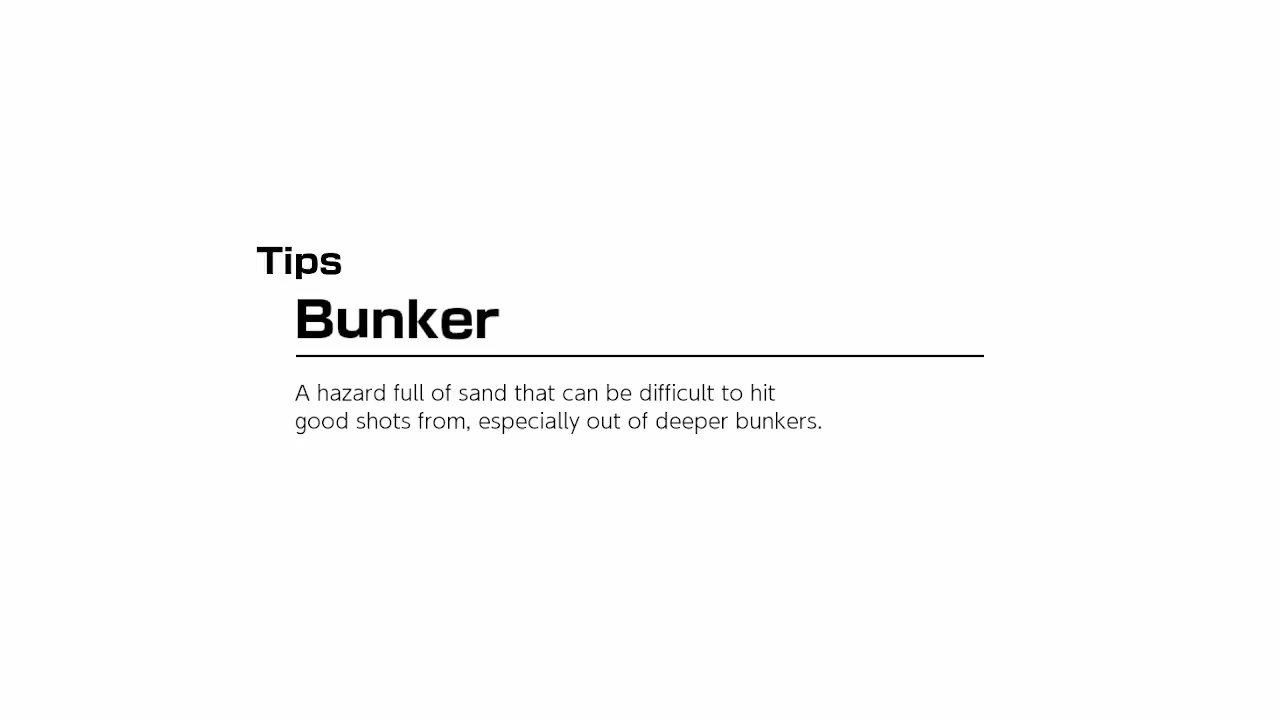 Tips
Bunker
A hazard full of sand that can be difficult to hit
good shots from, especially out of deeper bunkers.